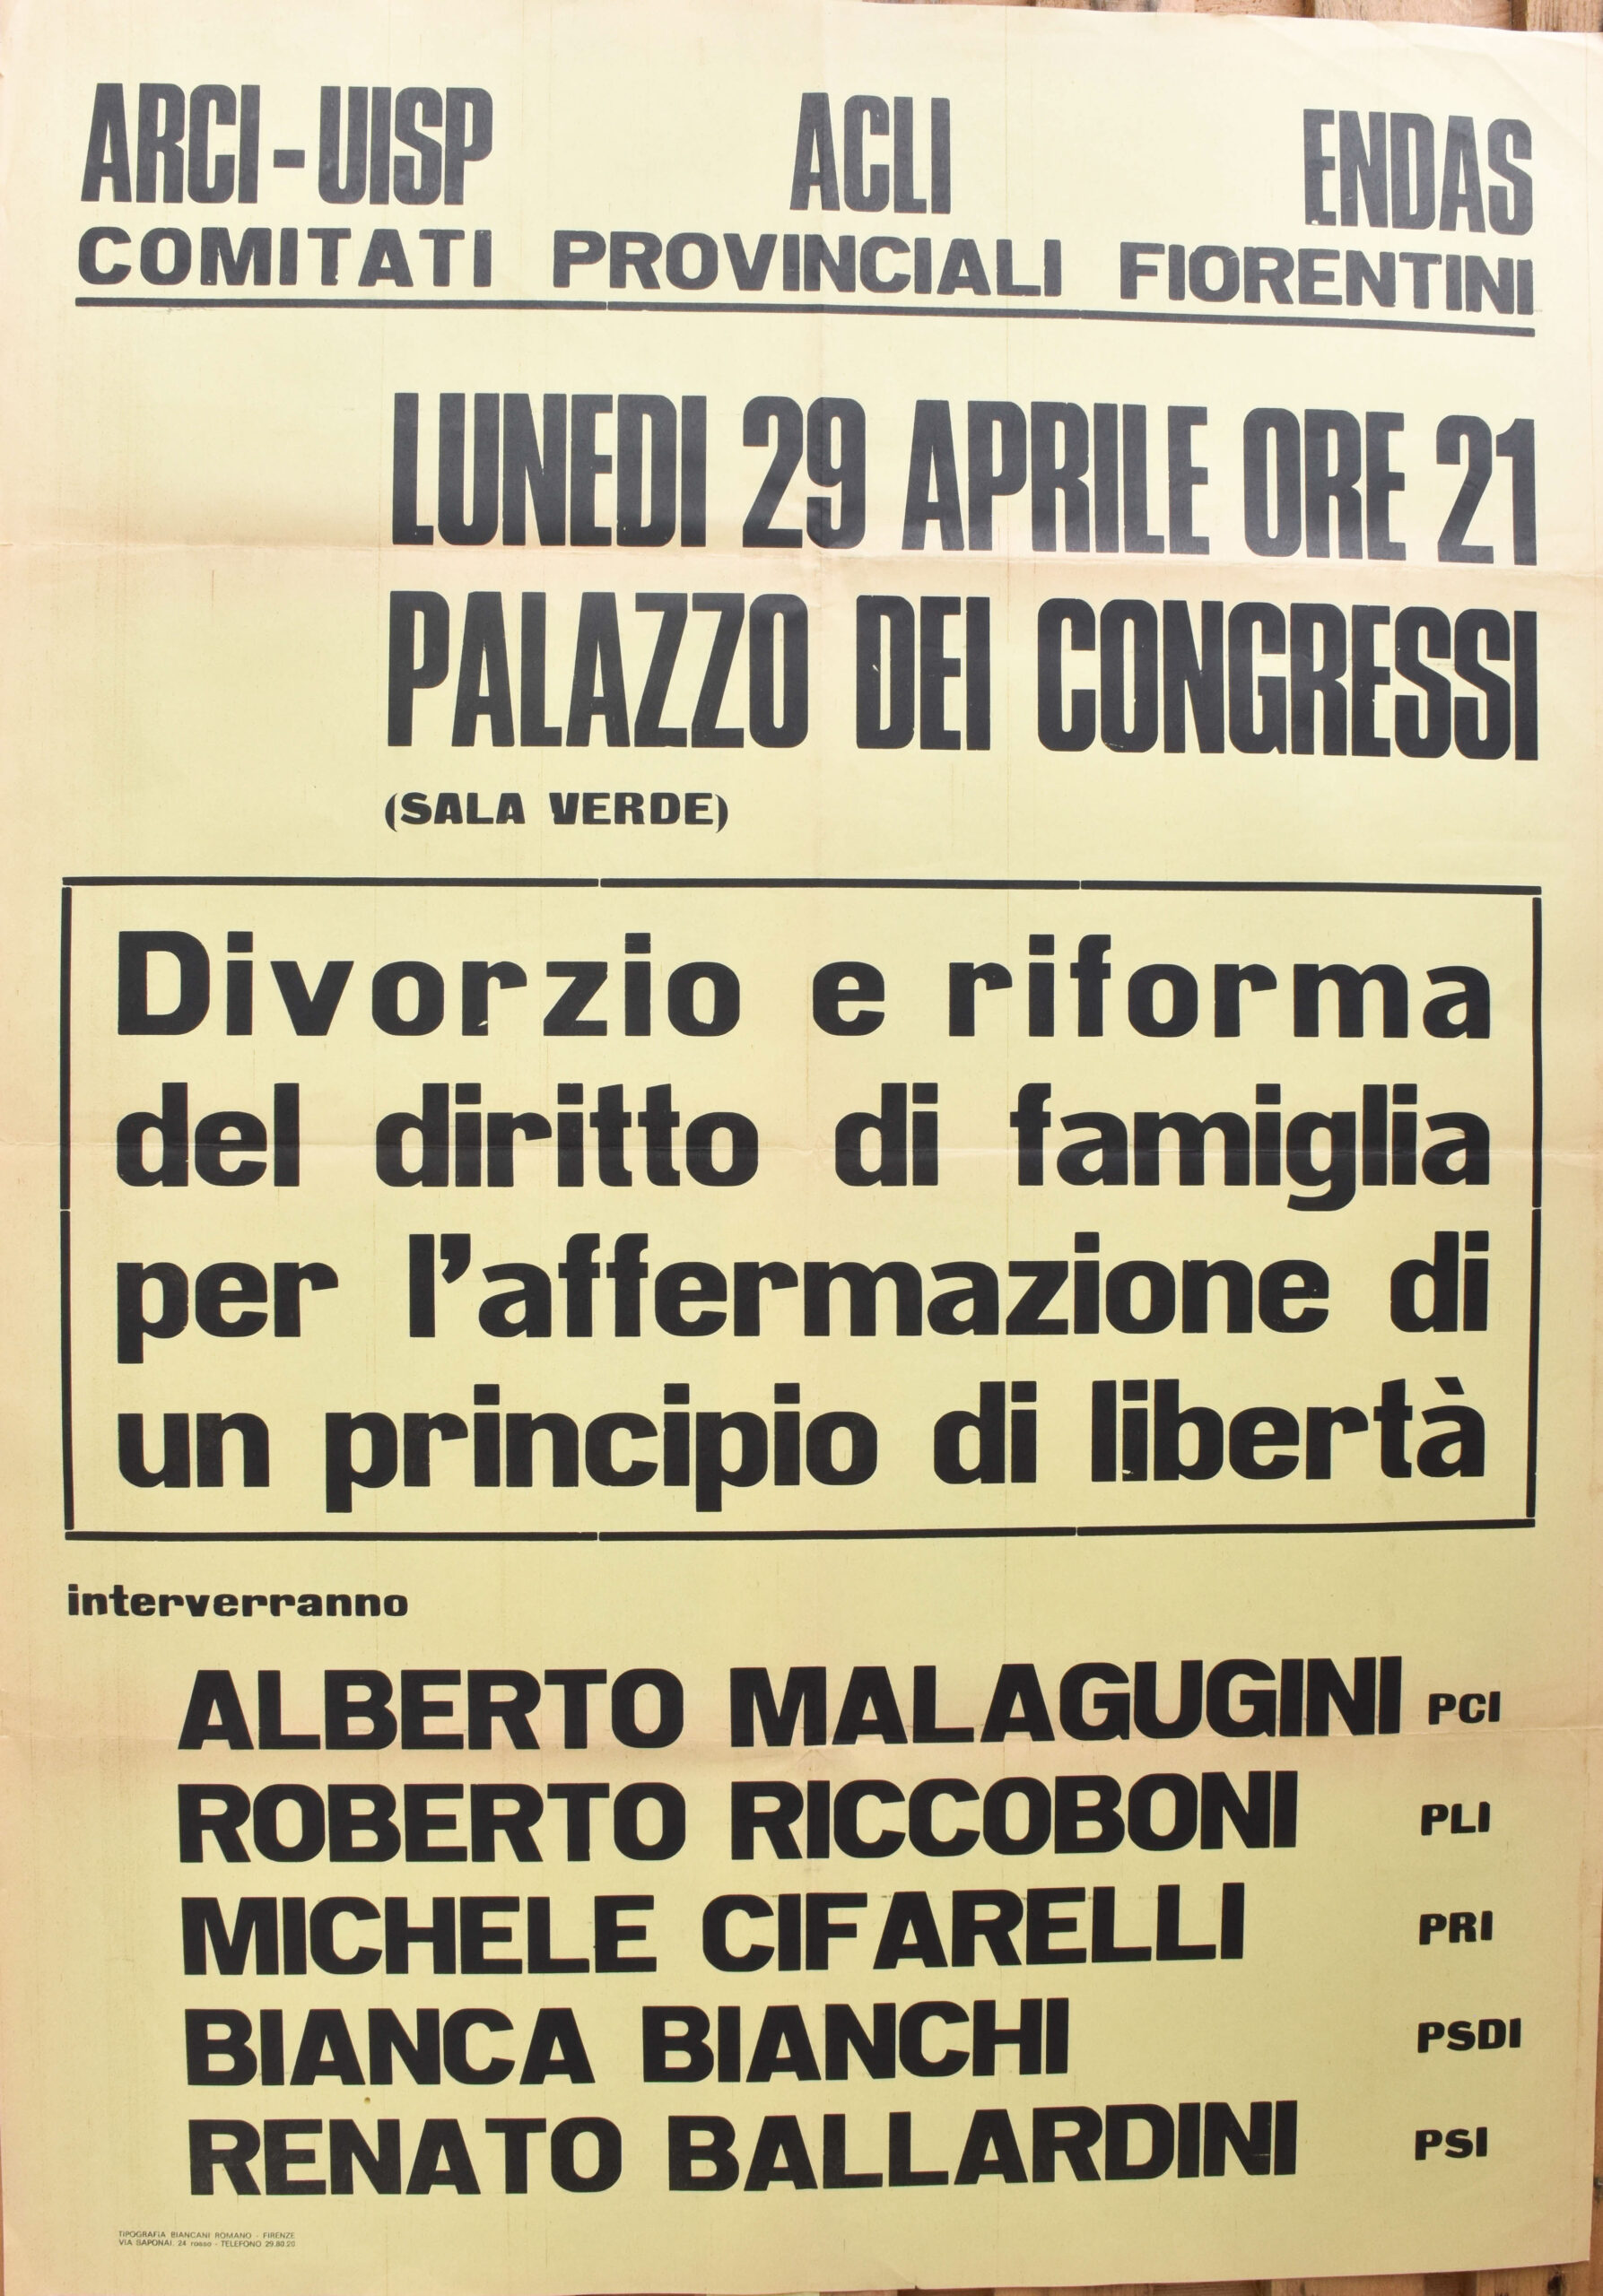 ARCI-UISP ACLI ENDAS
COMITATI PROVINCIALI FIORENTINI
LUNEDI 29 APRILE ORE 21
PALAZZO DEI CONGRESSI
(SALA VERDE)
Divorzio e riforma
del diritto di famiglia
per l'affermazione di
un principio di libertà
interverranno
ALBERTO MALAGUGINI PCI
ROBERTO RICCOBONI PLI
MICHELE CIFARELLI PRI
BIANCA BIANCHI PSDI
RENATO BALLARDINI PSI
TIPOGRAFIA BIANCANI ROMANO - FIRENZE
VIA SAPONAI, 24 rosso - TELEFONO 29.80.20